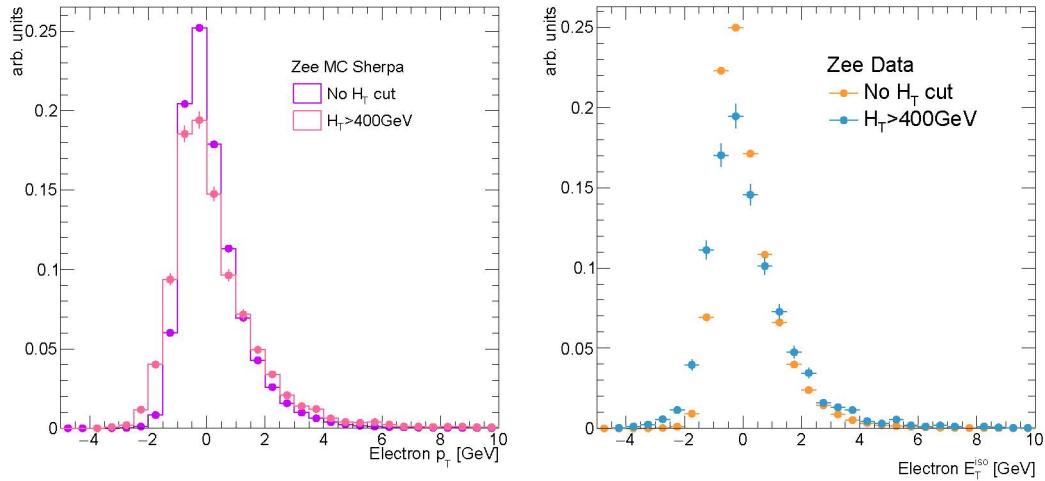 arb. units
0.25
0.2
0.15
0.1
0.05
0
Zee MC Sherpa
No H_T cut
H_T>400GeV
−4 −2 0 2 4 6 8 10
Electron p_T [GeV]
arb. units
0.25
0.2
0.15
0.1
0.05
0
Zee Data
No H_T cut
H_T>400GeV
−4 −2 0 2 4 6 8 10
Electron E_T^iso [GeV]